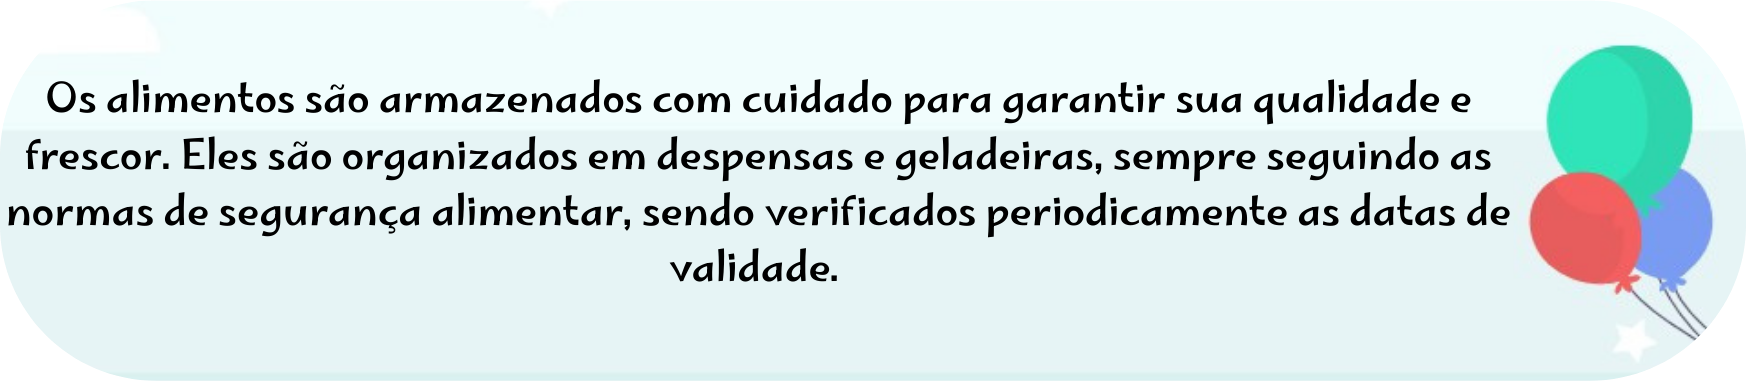 Os alimentos são armazenados com cuidado para garantir sua qualidade e
frescor. Eles são organizados em despensas e geladeiras, sempre seguindo as
normas de segurança alimentar, sendo verificados periodicamente as datas de
validade.